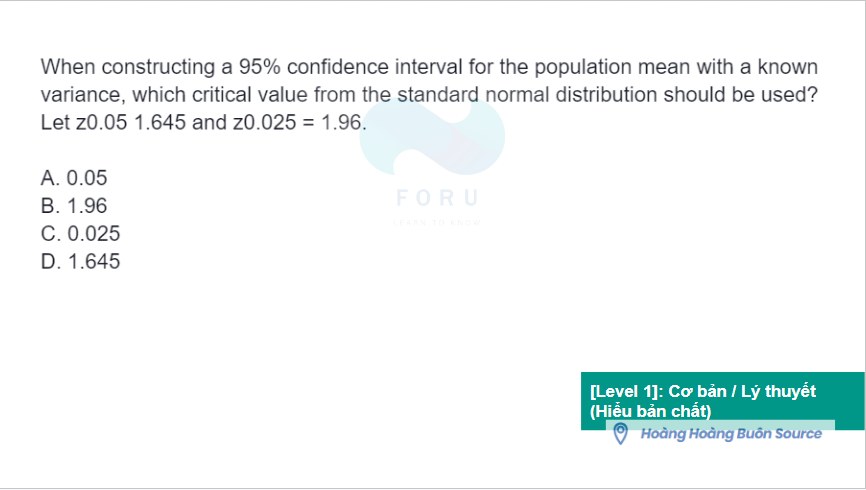 When constructing a 95% confidence interval for the population mean with a known
variance, which critical value from the standard normal distribution should be used?
Let z0.05 1.645 and z0.025 = 1.96.
A. 0.05
B. 1.96
C. 0.025
D. 1.645
FORU
[Level 1]: Cơ bản / Lý thuyết
(Hiểu bản chất)
Hoàng Hoàng Buôn Source